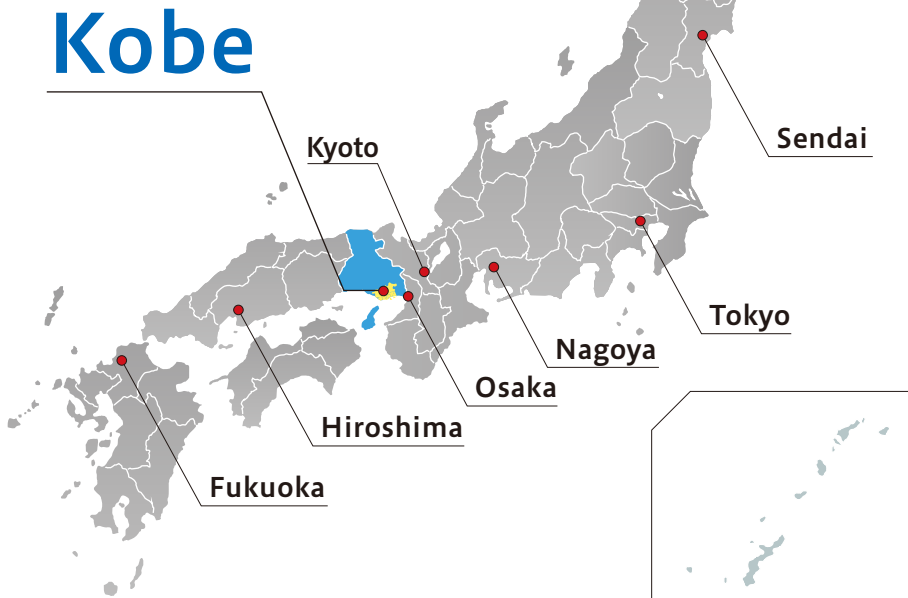 Kobe
Sendai
Kyoto
Tokyo
Nagoya
Osaka
Hiroshima
Fukuoka